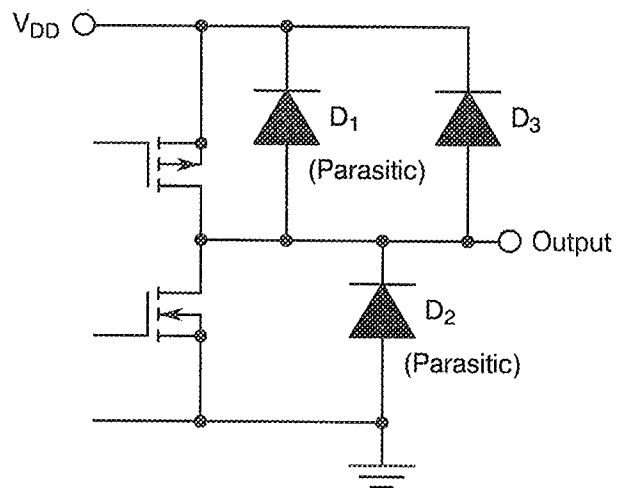 VDD
D1
(Parasitic)
D3
Output
D2
(Parasitic)